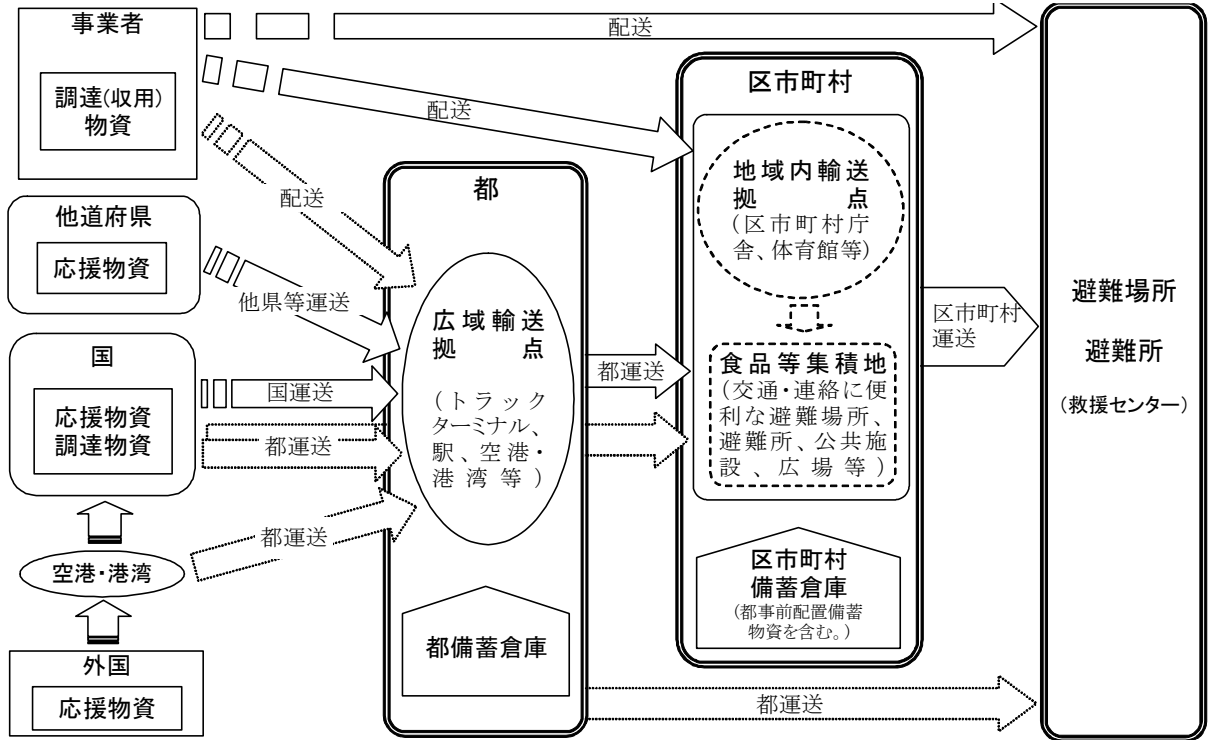 事業者
調達(収用)
物資
他道府県
応援物資
国
応援物資
調達物資
空港・港湾
外国
応援物資
配送
配送
配送
他県等運送
国運送
都運送
都運送
都
広域輸送
拠点
(トラック
ターミナル、
駅、空港・
港湾等)
都備蓄倉庫
都運送
都運送
区市町村
地域内輸送
拠点
(区市町村庁
舎、体育館等)
食品等集積地
(交通・連絡に便
利な避難場所、
避難所、公共施
設、広場等)
区市町村
備蓄倉庫
(都事前配置備蓄
物資を含む。)
区市町村
運送
避難場所
避難所
(救援センター)